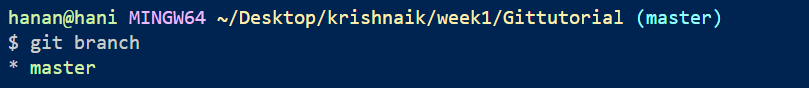 hanan@hani MINGW64 ~/Desktop/krishnaik/week1/Gittutorial (master)
$ git branch
* master